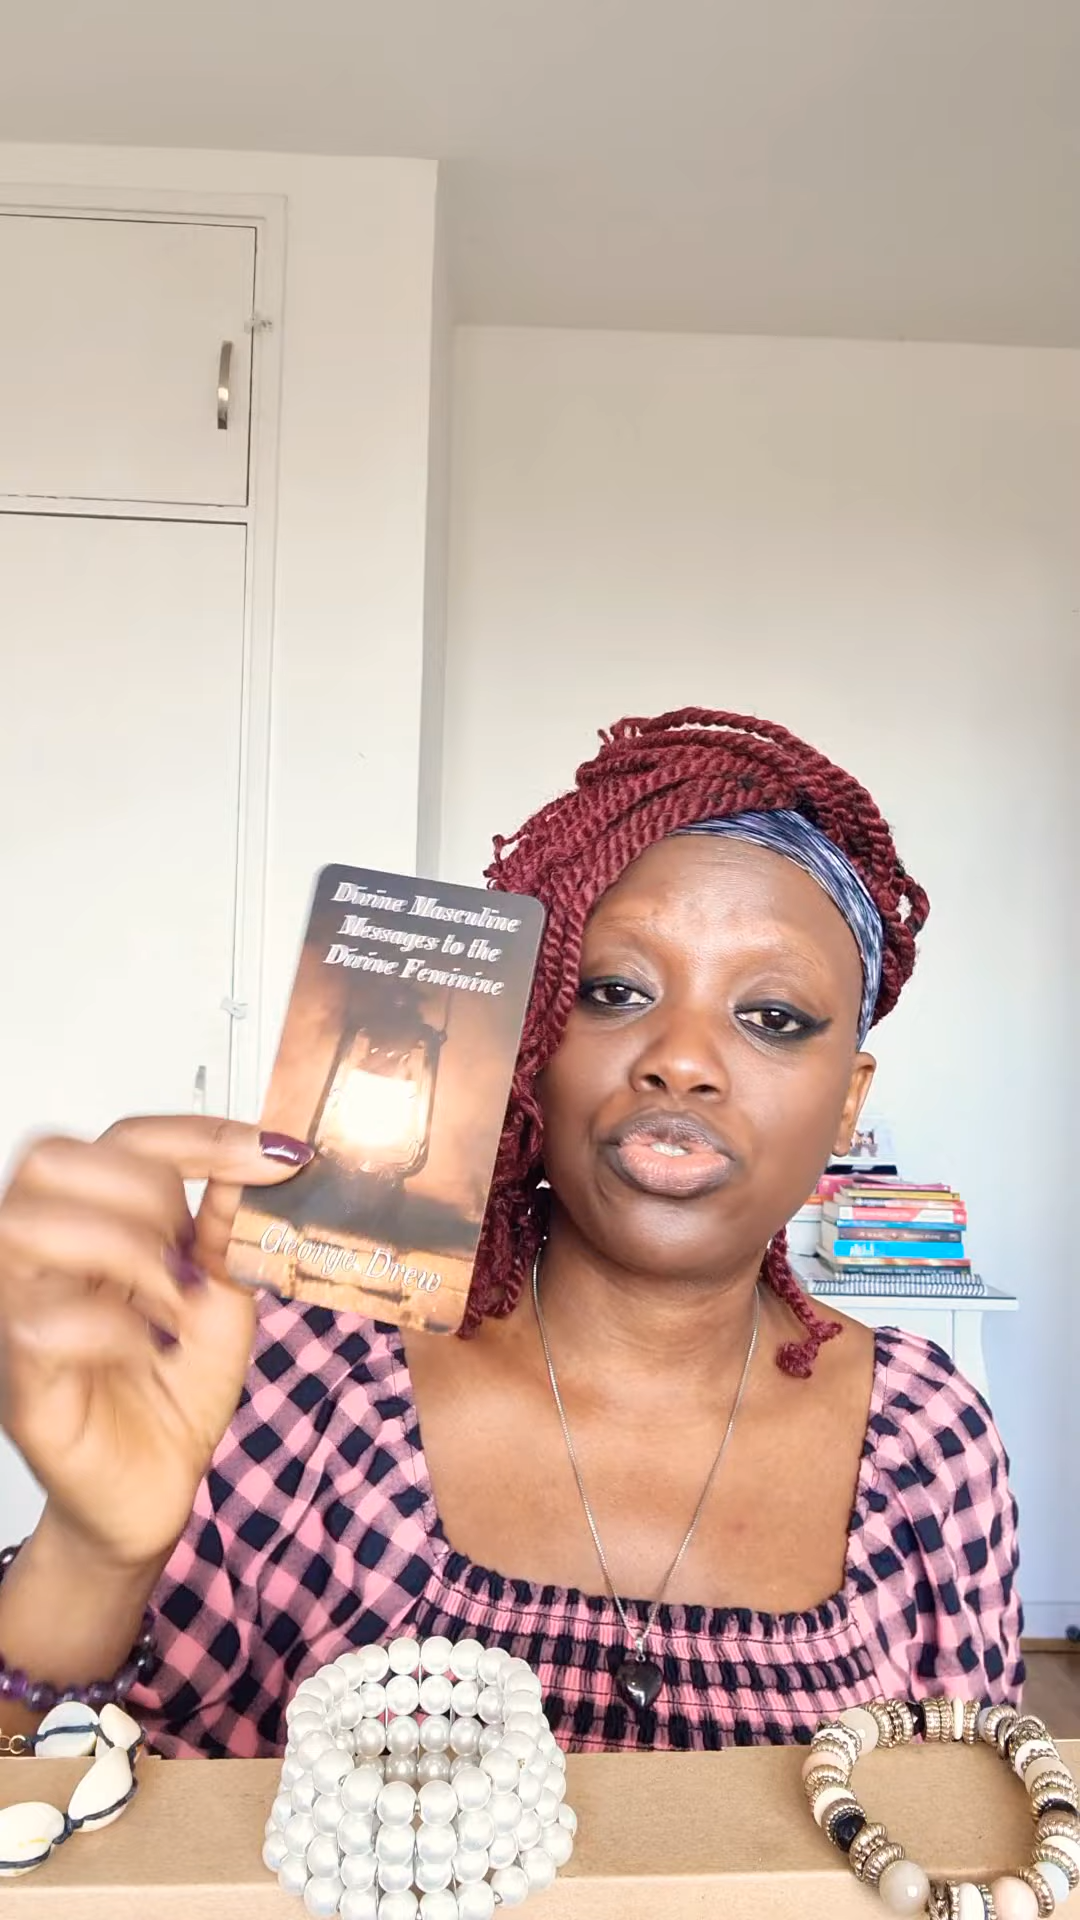 Divine Masculine
Messages to the
Divine Feminine
George Drew